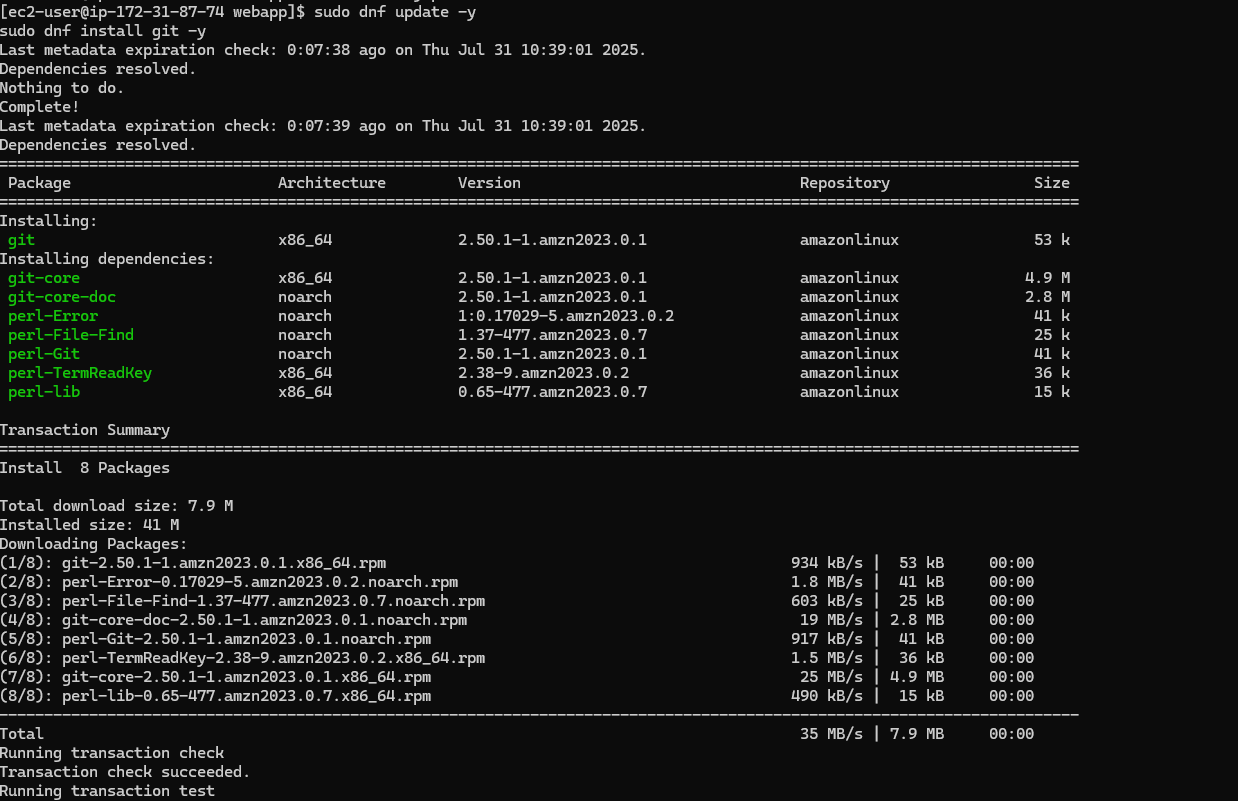 [ec2-user@ip-172-31-87-74 webapp]$ sudo dnf update -y
sudo dnf install git -y
Last metadata expiration check: 0:07:38 ago on Thu Jul 31 10:39:01 2025.
Dependencies resolved.
Nothing to do.
Complete!
Last metadata expiration check: 0:07:39 ago on Thu Jul 31 10:39:01 2025.
Dependencies resolved.
========================================================================================================================
Package Architecture Version Repository Size
========================================================================================================================
Installing:
git x86_64 2.50.1-1.amzn2023.0.1 amazonlinux 53 k
Installing dependencies:
git-core x86_64 2.50.1-1.amzn2023.0.1 amazonlinux 4.9 M
git-core-doc noarch 2.50.1-1.amzn2023.0.1 amazonlinux 2.8 M
perl-Error noarch 1:0.17029-5.amzn2023.0.2 amazonlinux 41 k
perl-File-Find noarch 1.37-477.amzn2023.0.7 amazonlinux 25 k
perl-Git noarch 2.50.1-1.amzn2023.0.1 amazonlinux 41 k
perl-TermReadKey x86_64 2.38-9.amzn2023.0.2 amazonlinux 36 k
perl-lib x86_64 0.65-477.amzn2023.0.7 amazonlinux 15 k
Transaction Summary
========================================================================================================================
Install 8 Packages
Total download size: 7.9 M
Installed size: 41 M
Downloading Packages:
(1/8): git-2.50.1-1.amzn2023.0.1.x86_64.rpm 934 kB/s | 53 kB 00:00
(2/8): perl-Error-0.17029-5.amzn2023.0.2.noarch.rpm 1.8 MB/s | 41 kB 00:00
(3/8): perl-File-Find-1.37-477.amzn2023.0.7.noarch.rpm 603 kB/s | 25 kB 00:00
(4/8): git-core-doc-2.50.1-1.amzn2023.0.1.noarch.rpm 19 MB/s | 2.8 MB 00:00
(5/8): perl-Git-2.50.1-1.amzn2023.0.1.noarch.rpm 917 kB/s | 41 kB 00:00
(6/8): perl-TermReadKey-2.38-9.amzn2023.0.2.x86_64.rpm 1.5 MB/s | 36 kB 00:00
(7/8): git-core-2.50.1-1.amzn2023.0.1.x86_64.rpm 25 MB/s | 4.9 MB 00:00
(8/8): perl-lib-0.65-477.amzn2023.0.7.x86_64.rpm 490 kB/s | 15 kB 00:00
------------------------------------------------------------------------------------------------------------------------
Total 35 MB/s | 7.9 MB 00:00
Running transaction check
Transaction check succeeded.
Running transaction test